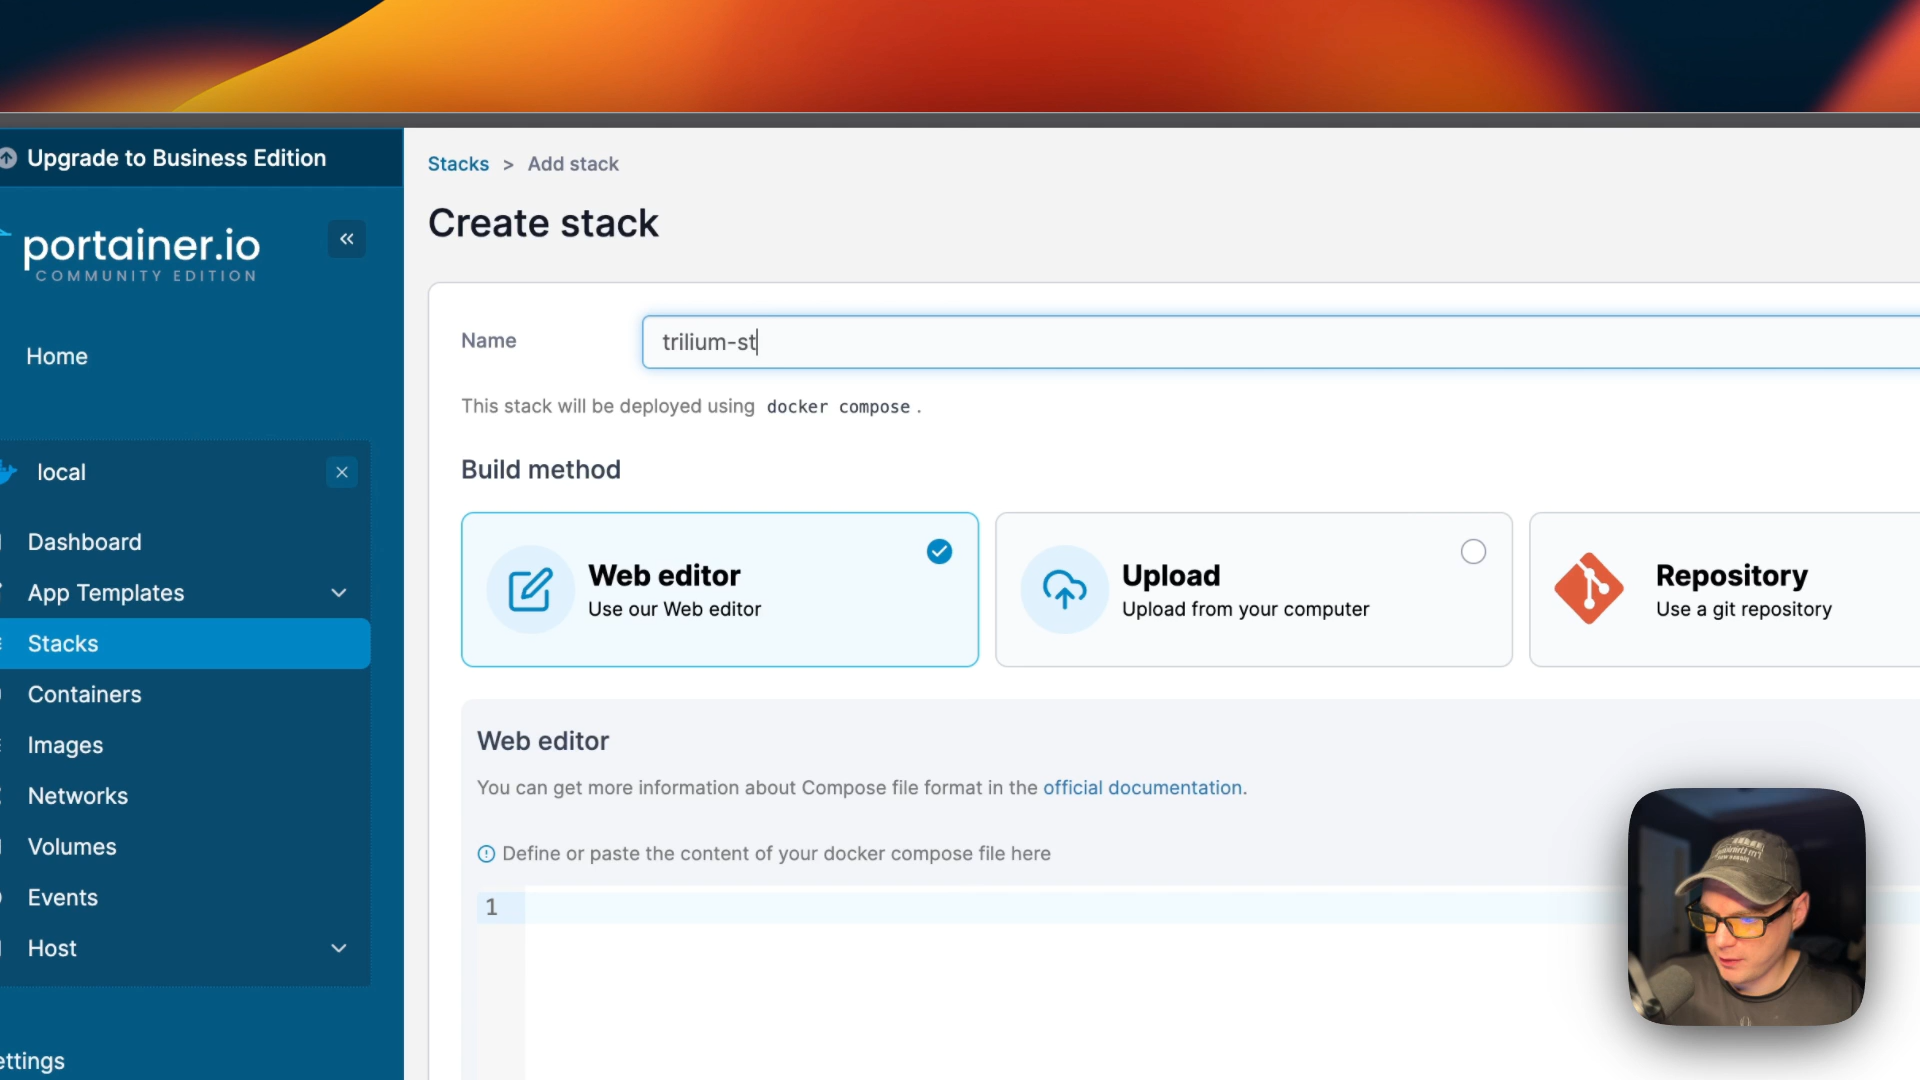 Upgrade to Business Edition
portainer.io
COMMUNITY EDITION
Home
local
Dashboard
App Templates
Stacks
Containers
Images
Networks
Volumes
Events
Host
ettings
Stacks > Add stack
Create stack
Name
trilium-st
This stack will be deployed using docker compose .
Build method
Web editor
Use our Web editor
Upload
Upload from your computer
Repository
Use a git repository
Web editor
You can get more information about Compose file format in the official documentation.
Define or paste the content of your docker compose file here
1